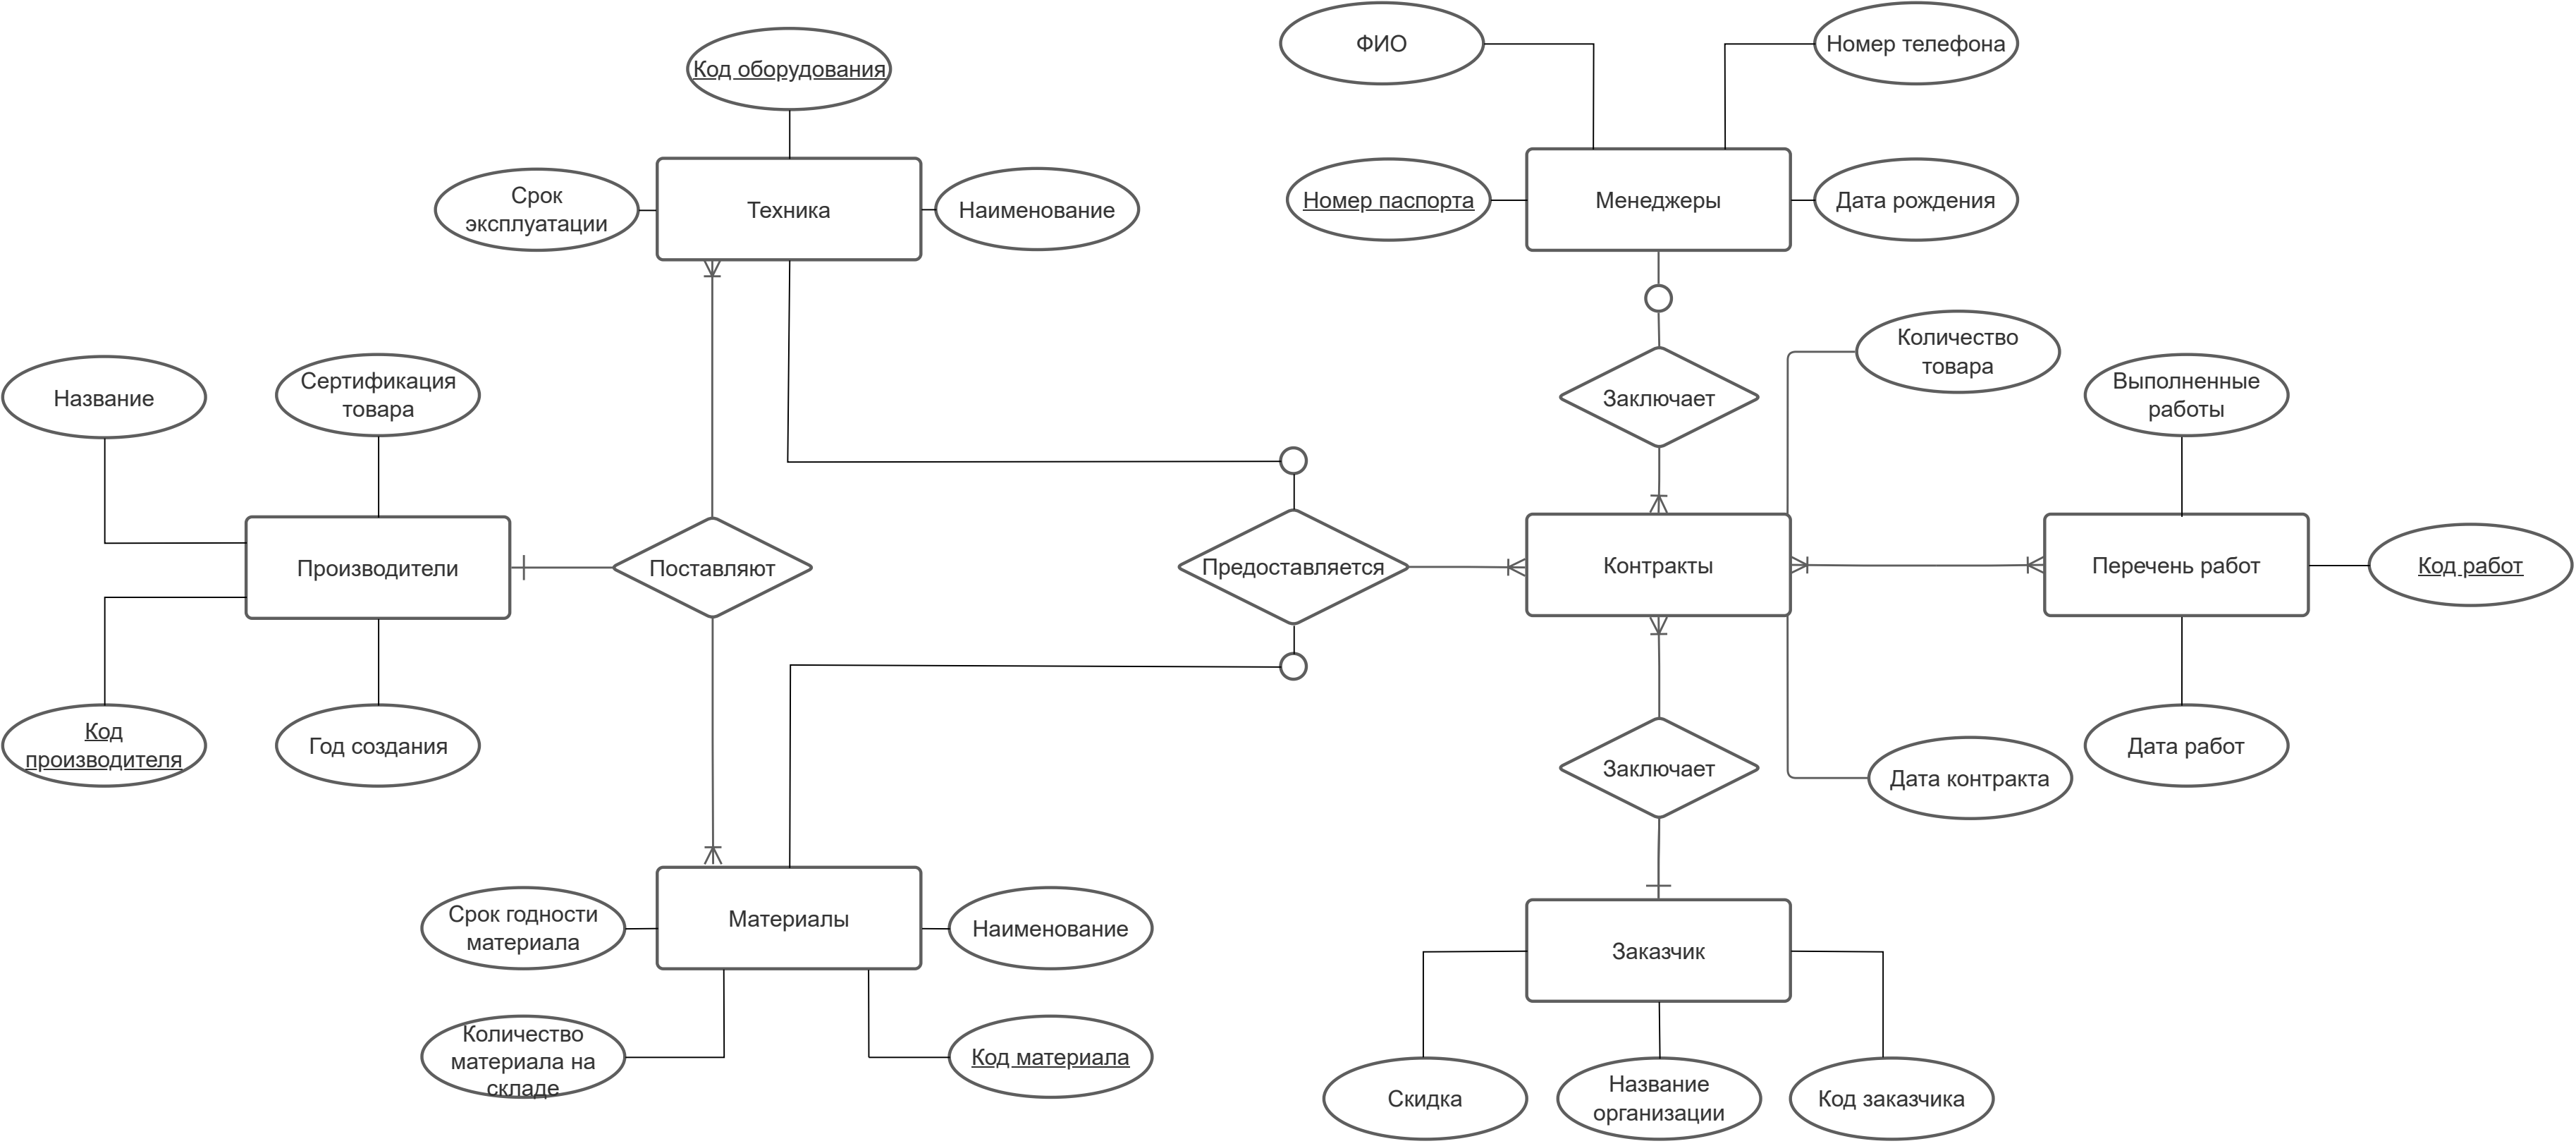 ФИО
Номер телефона
Код оборудования
Срок
эксплуатации
Техника
Наименование
Номер паспорта
Менеджеры
Дата рождения
Количество
товара
Название
Сертификация
товара
Заключает
Выполненные
работы
Производители
Поставляют
Предоставляется
Контракты
Перечень работ
Код работ
Код
производителя
Год создания
Заключает
Дата контракта
Дата работ
Срок годности
материала
Материалы
Наименование
Заказчик
Количество
материала на
складе
Код материала
Скидка
Название
организации
Код заказчика